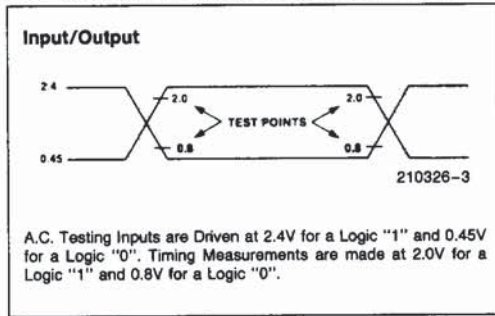 Input/Output
2.4
2.0
2.0
TEST POINTS
0.8
0.8
0.45
210326-3
A.C. Testing Inputs are Driven at 2.4V for a Logic "1" and 0.45V
for a Logic "0". Timing Measurements are made at 2.0V for a
Logic "1" and 0.8V for a Logic "0".